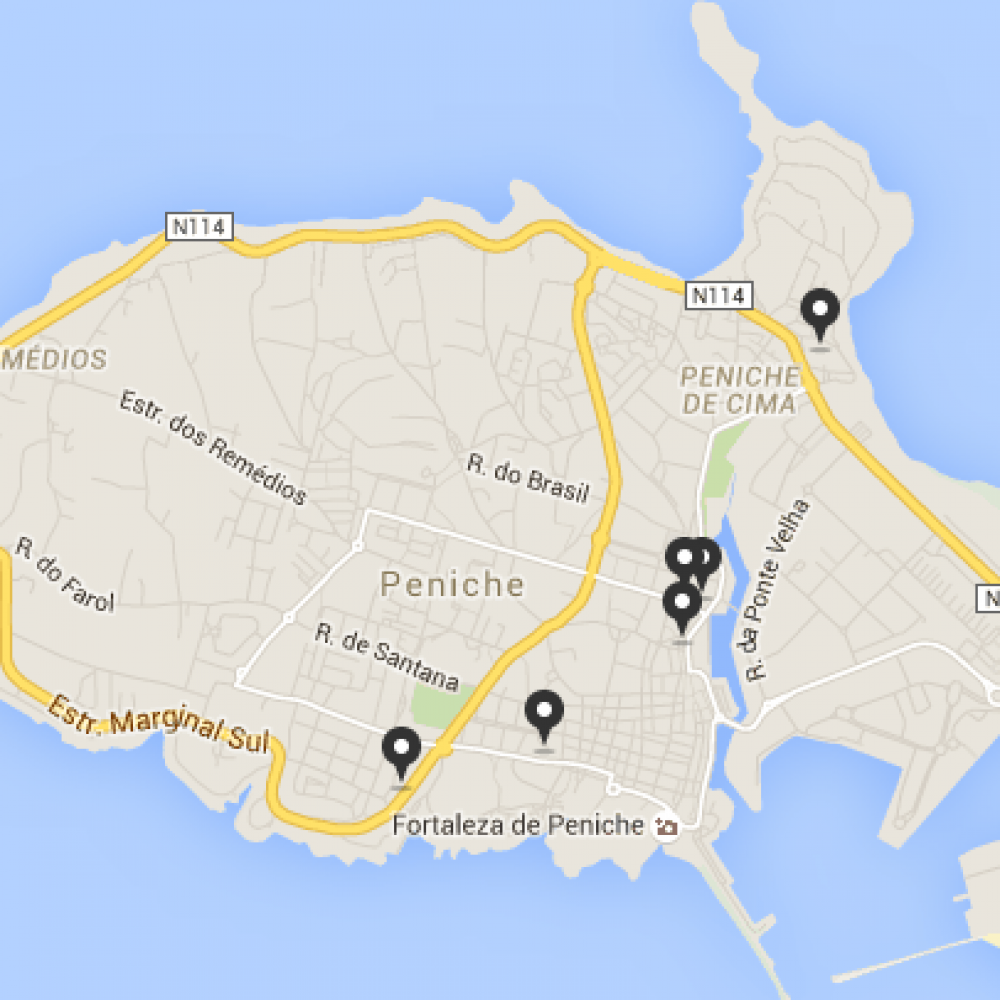 N114
N114
MÉDIOS
PENICHE
DE CIMA
Estr. dos Remédios
R. do Brasil
R. da Ponte Velha
R. do Farol
Peniche
N
R. de Santana
Estr. Marginal Sul
Fortaleza de Peniche